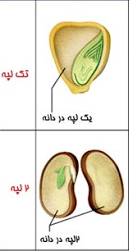 تک لپه
یک لپه در دانه
۲ لپه
۲لپه در دانه